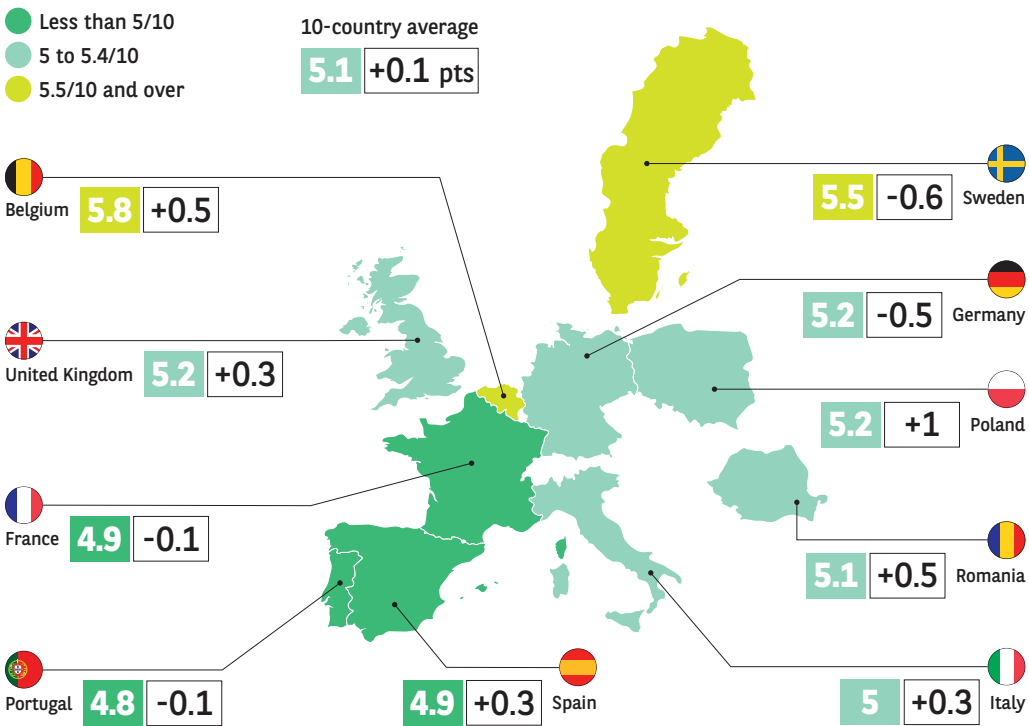 Less than 5/10
5 to 5.4/10
5.5/10 and over
10-country average
5.1 +0.1 pts
Belgium 5.8 +0.5
5.5 -0.6 Sweden
5.2 -0.5 Germany
United Kingdom 5.2 +0.3
5.2 +1 Poland
France 4.9 -0.1
5.1 +0.5 Romania
Portugal 4.8 -0.1
4.9 +0.3 Spain
5 +0.3 Italy